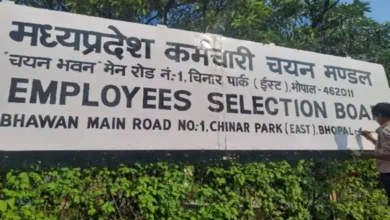 मध्यप्रदेश कर्मचारी चयन मण्डल
"चयन भवन" मेन रोड नं॰1, चिनार पार्क (ईस्ट), भोपाल-462011
EMPLOYEES SELECTION BOA
BHAWAN MAIN ROAD NO:1, CHINAR PARK (EAST), BHOPAL-